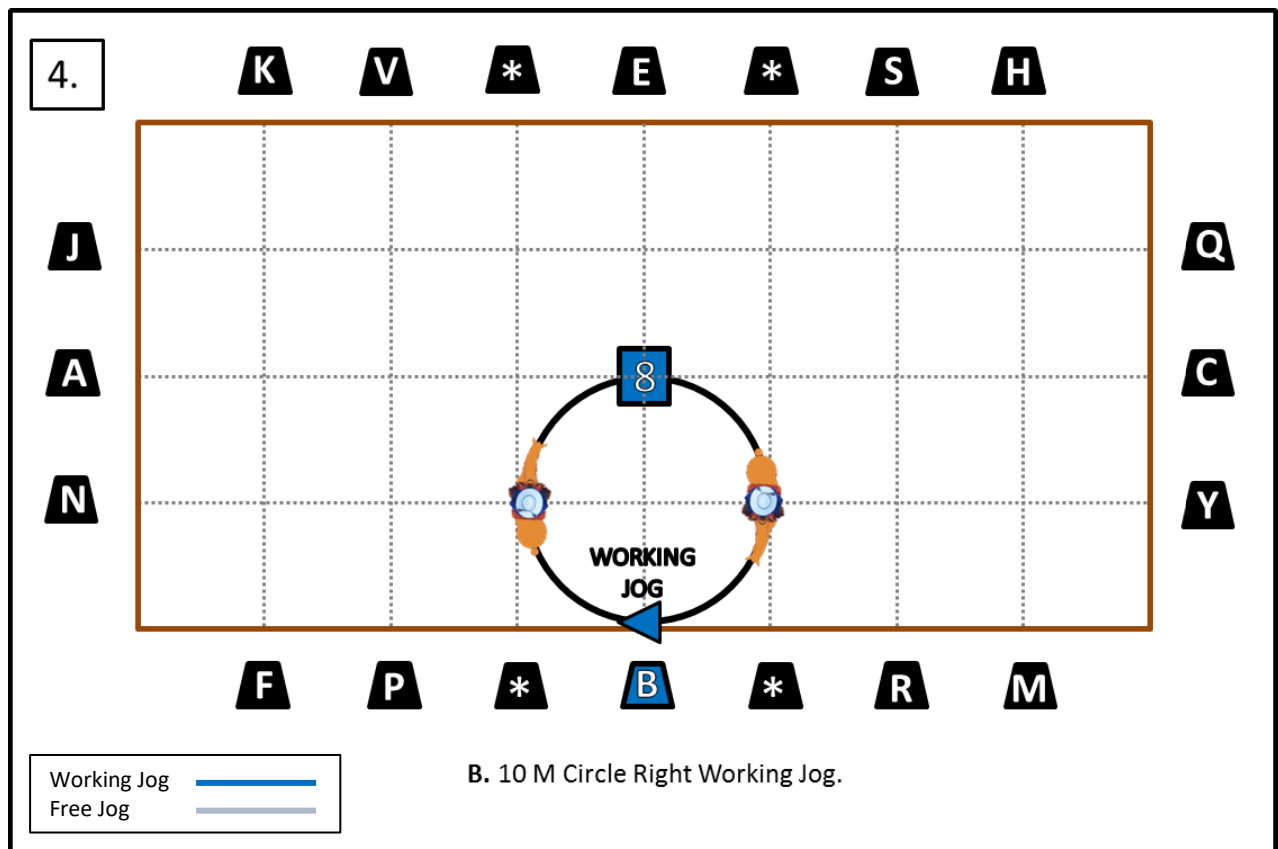 4.
K V * E * S H
J Q
8
A C
N Y
WORKING
JOG
F P * B * R M
B. 10 M Circle Right Working Jog.
Working Jog
Free Jog